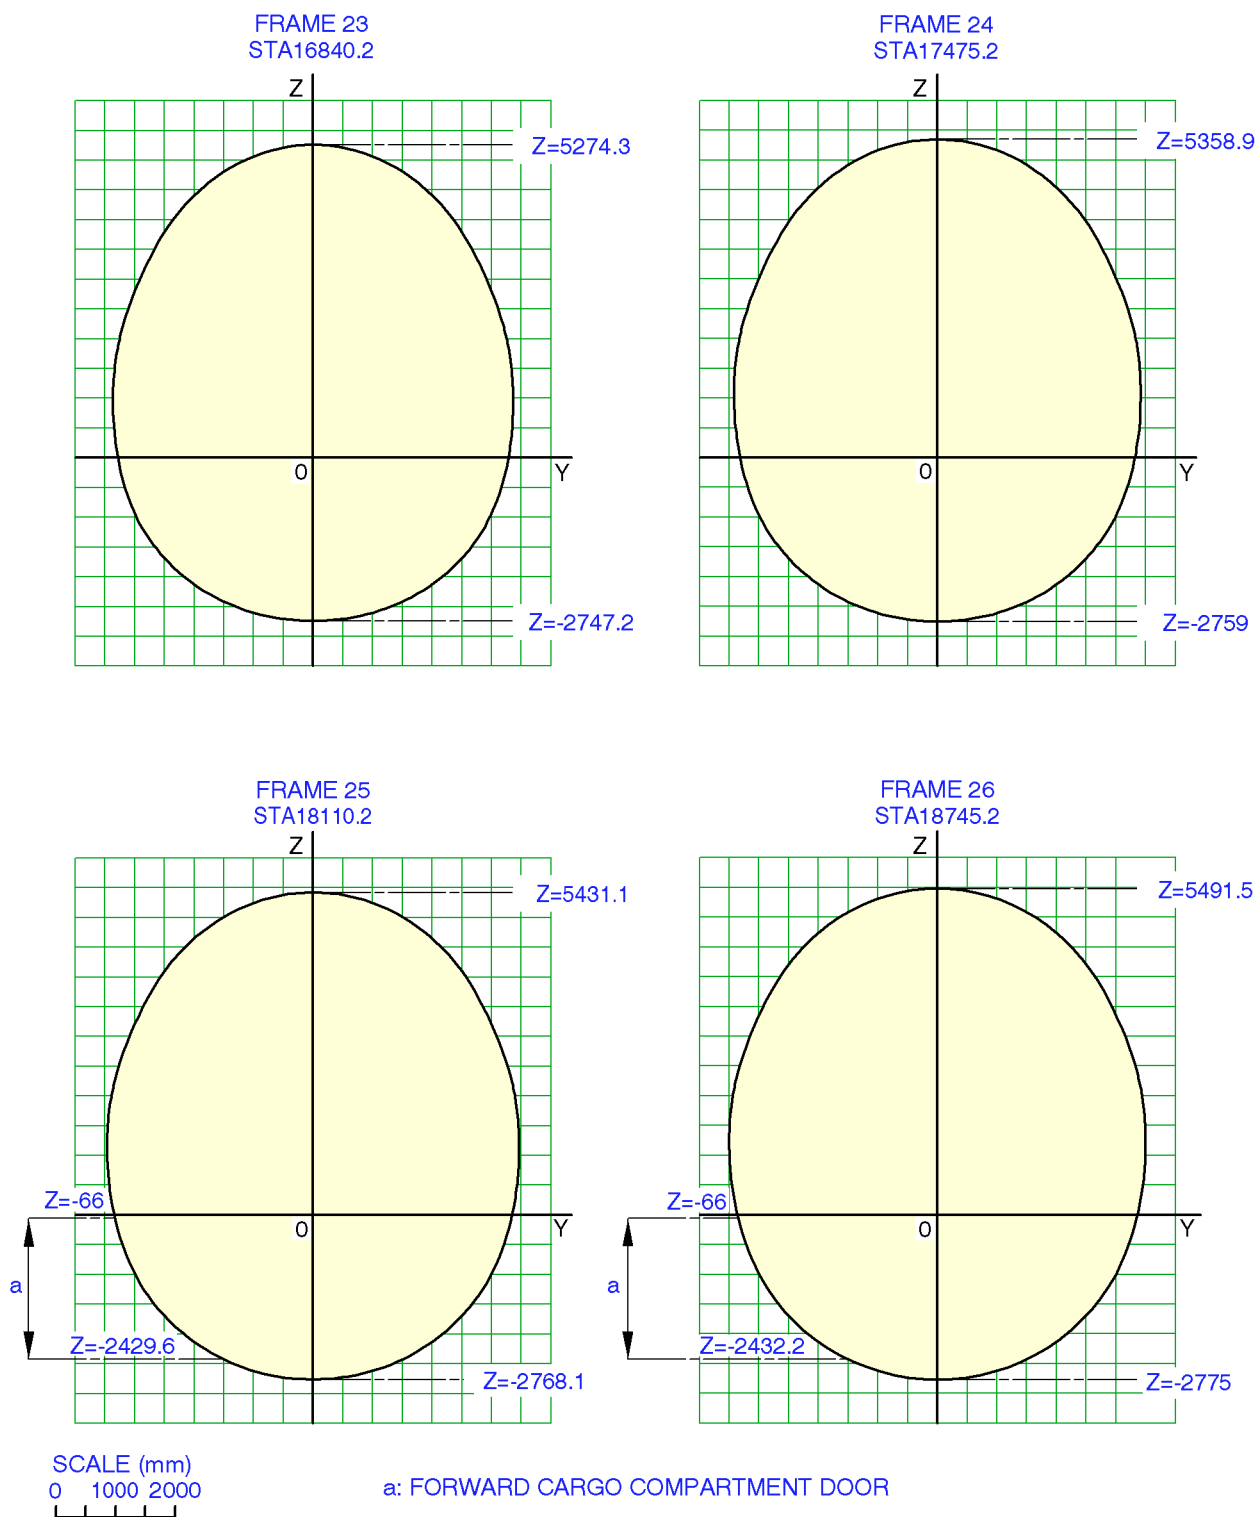 FRAME 23
STA16840.2
Z
Z=5274.3
0
Y
Z=-2747.2
FRAME 24
STA17475.2
Z
Z=5358.9
0
Y
Z=-2759
FRAME 25
STA18110.2
Z
Z=5431.1
Z=-66
0
Y
a
Z=-2429.6
Z=-2768.1
FRAME 26
STA18745.2
Z
Z=5491.5
Z=-66
0
Y
a
Z=-2432.2
Z=-2775
SCALE (mm)
0 1000 2000
a: FORWARD CARGO COMPARTMENT DOOR